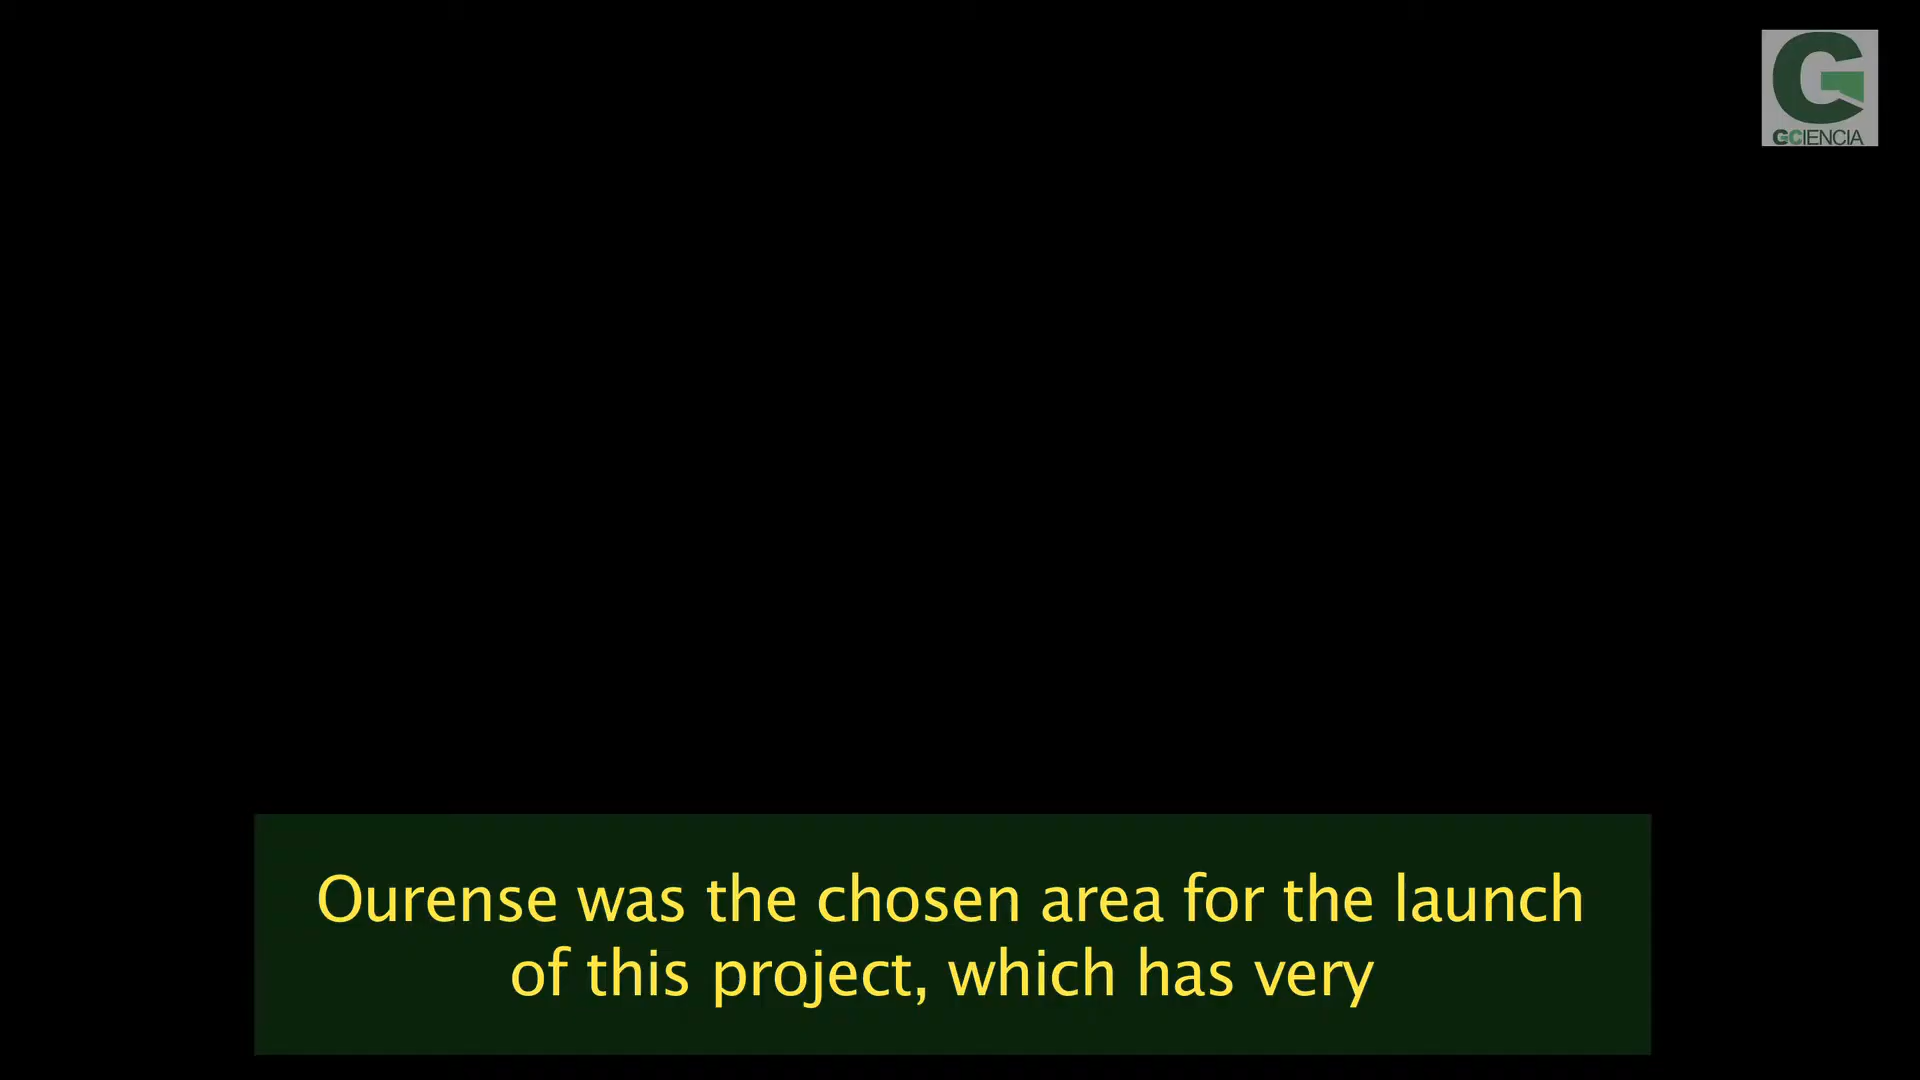 G
GCIENCIA
Ourense was the chosen area for the launch
of this project, which has very